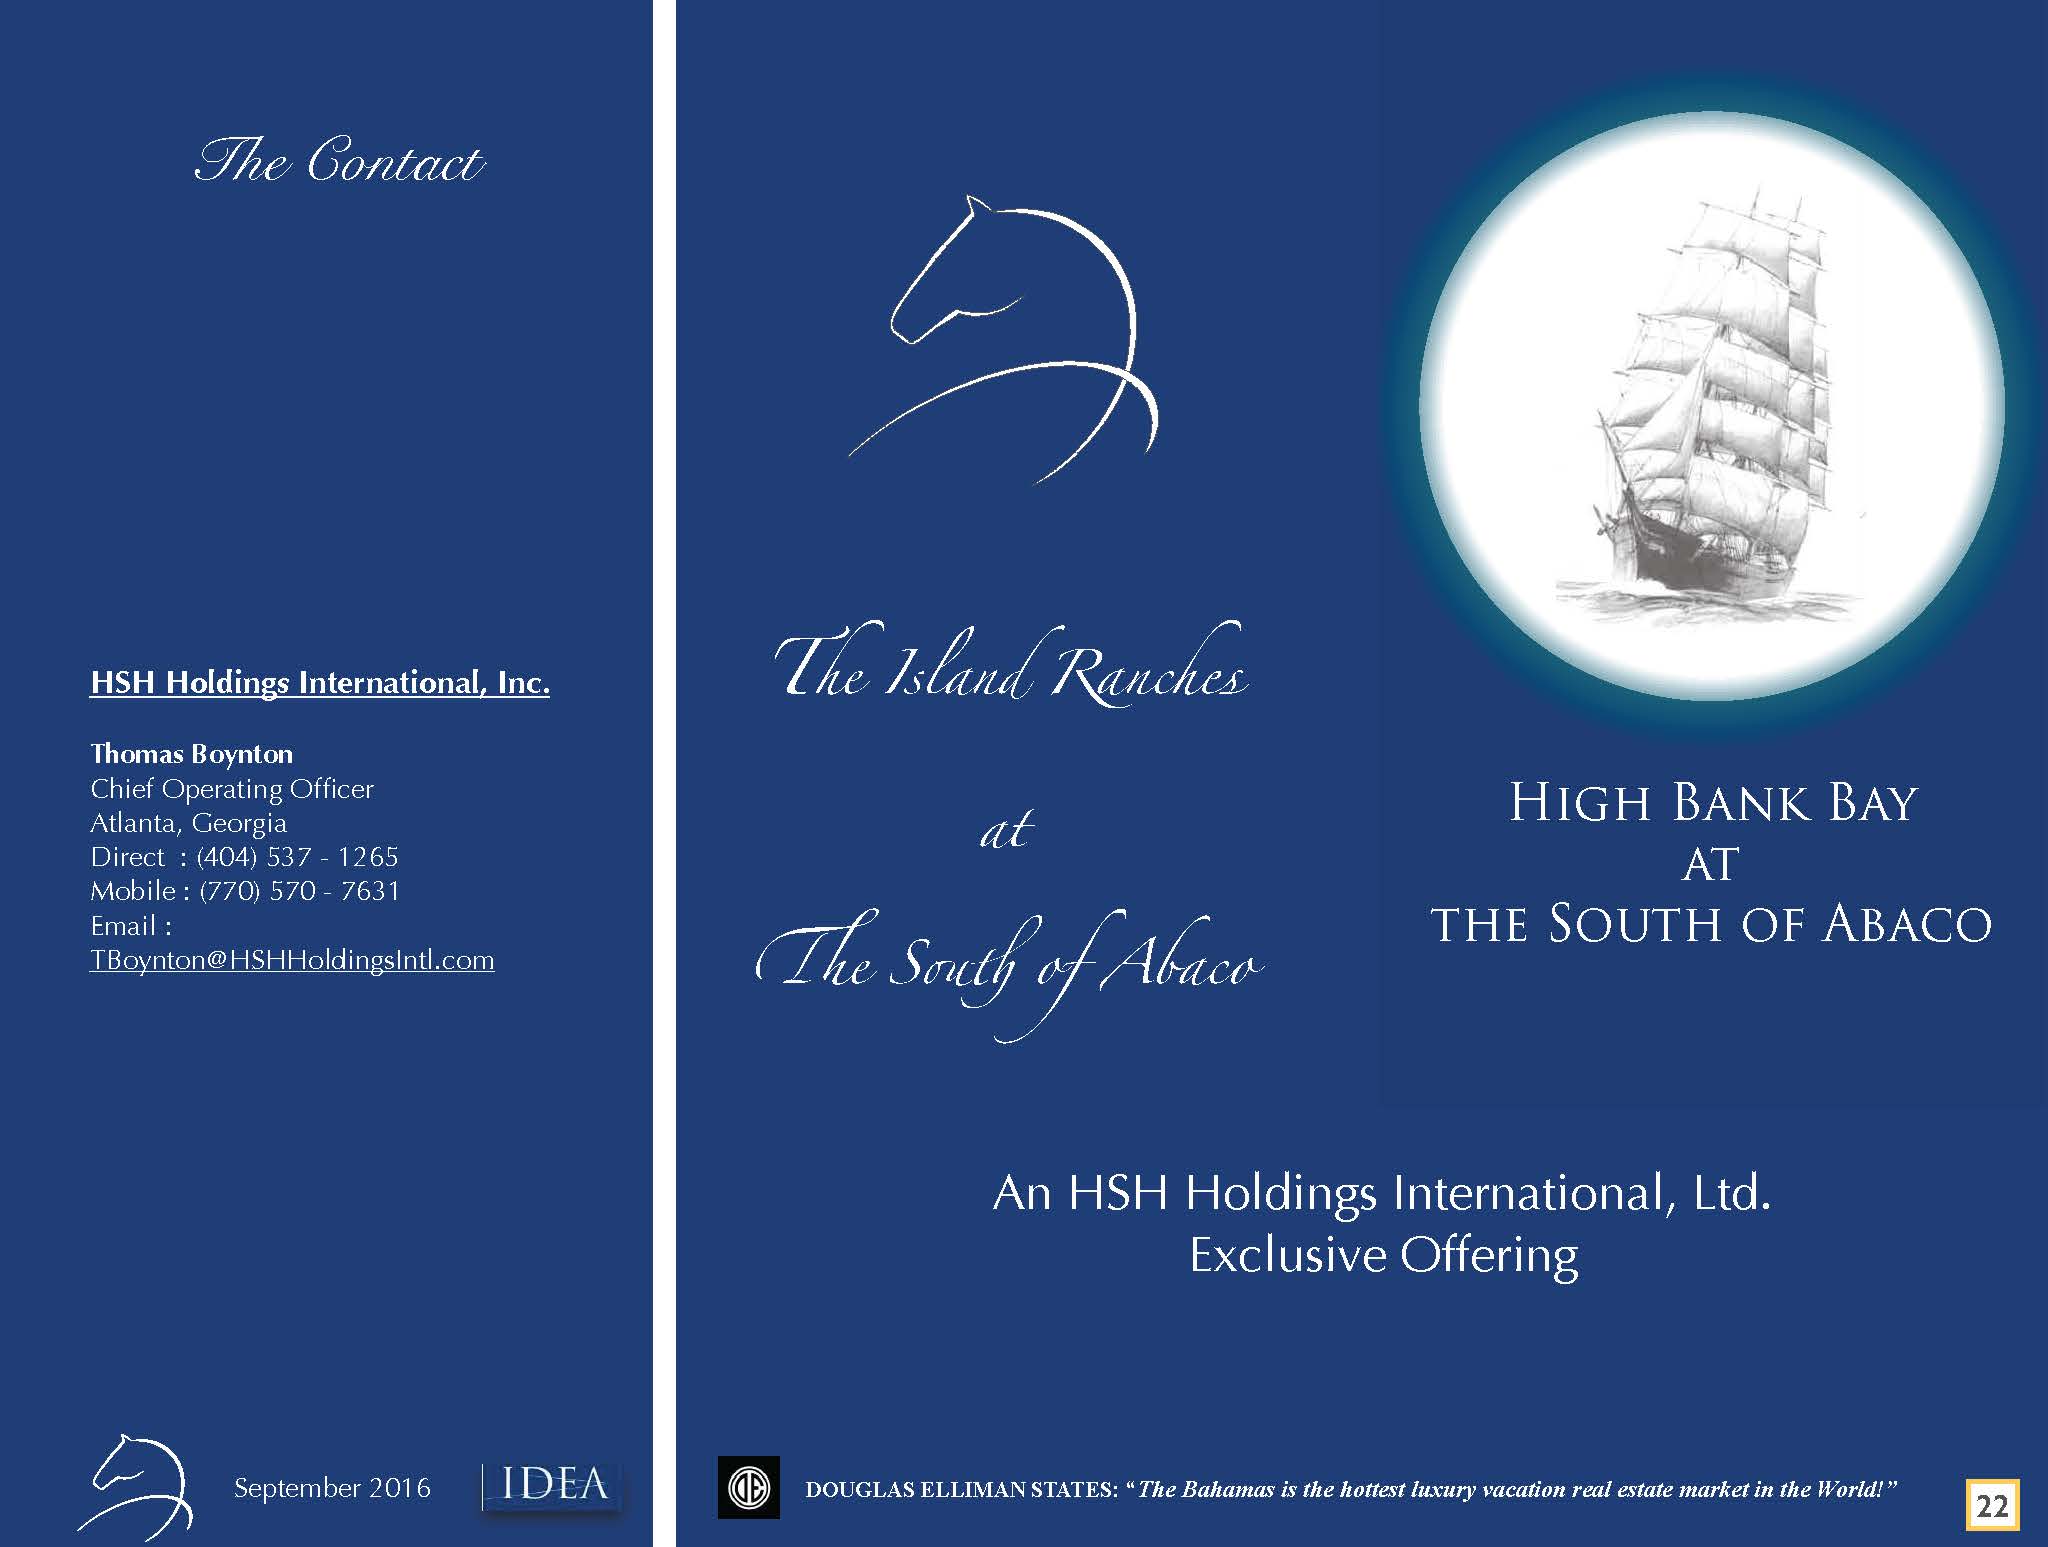 The Contact
HSH Holdings International, Inc.
Thomas Boynton
Chief Operating Officer
Atlanta, Georgia
Direct : (404) 537 - 1265
Mobile : (770) 570 - 7631
Email :
TBoynton@HSHHoldingsIntl.com
September 2016
IDEA
The Island Ranches
at
The South of Abaco
High Bank Bay
at
the South of Abaco
An HSH Holdings International, Ltd.
Exclusive Offering
DE
DOUGLAS ELLIMAN STATES: “The Bahamas is the hottest luxury vacation real estate market in the World!”
22